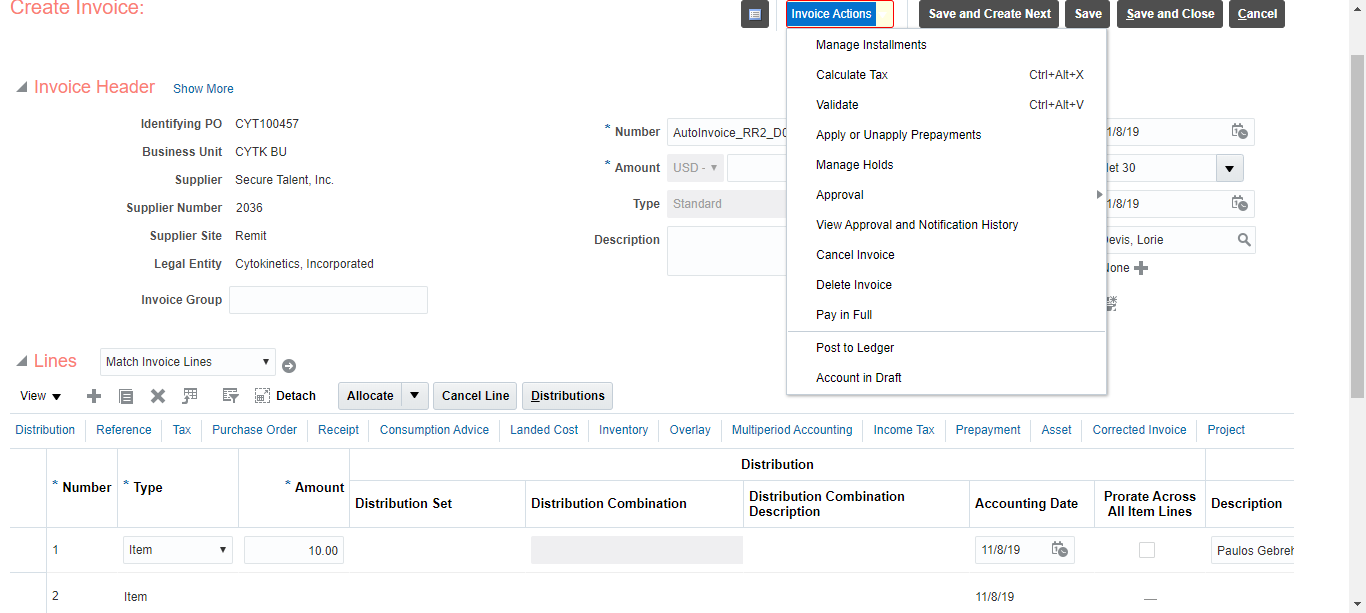 Create Invoice:
Invoice Actions
Save and Create Next
Save
Save and Close
Cancel
Manage Installments
Calculate Tax Ctrl+Alt+X
Validate Ctrl+Alt+V
Apply or Unapply Prepayments
Manage Holds
Approval
View Approval and Notification History
Cancel Invoice
Delete Invoice
Pay in Full
Post to Ledger
Account in Draft
Invoice Header Show More
Identifying PO CYT100457
Business Unit CYTK BU
Supplier Secure Talent, Inc.
Supplier Number 2036
Supplier Site Remit
Legal Entity Cytokinetics, Incorporated
Invoice Group
* Number AutoInvoice_RR2_D0
* Amount USD -
Type Standard
Description
1/8/19
et 30
1/8/19
evis, Lorie
one
Lines Match Invoice Lines
View Detach Allocate Cancel Line Distributions
Distribution Reference Tax Purchase Order Receipt Consumption Advice Landed Cost Inventory Overlay Multiperiod Accounting Income Tax Prepayment Asset Corrected Invoice Project
Distribution
* Number * Type * Amount Distribution Set Distribution Combination Distribution Combination Description Accounting Date Prorate Across All Item Lines Description
1 Item 10.00 11/8/19 Paulos Gebreh
2 Item 11/8/19